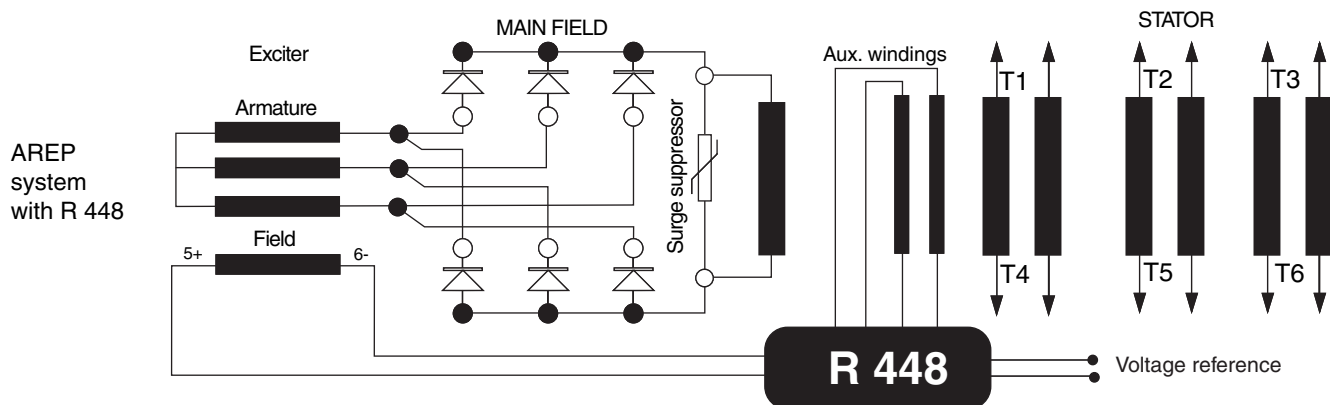 AREP
system
with R 448
Exciter
Armature
Field
5+
6-
MAIN FIELD
Surge suppressor
Aux. windings
STATOR
T1
T2
T3
T4
T5
T6
R 448
Voltage reference